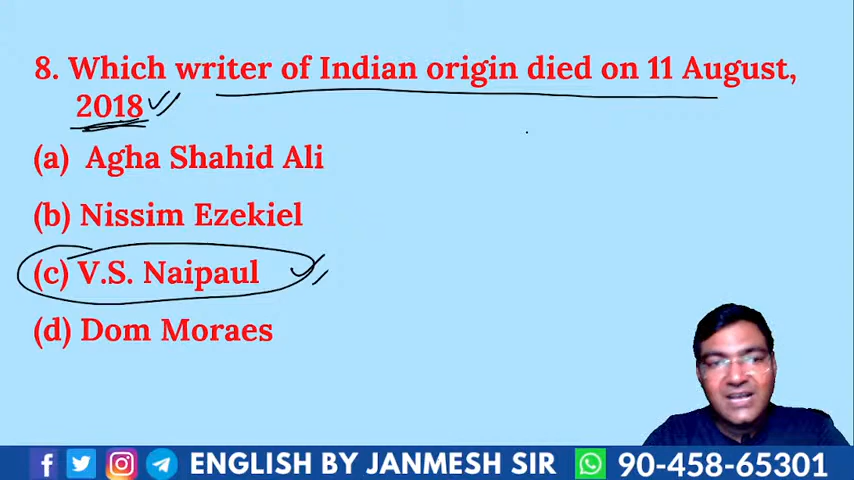 8. Which writer of Indian origin died on 11 August,
2018
(a) Agha Shahid Ali
(b) Nissim Ezekiel
(c) V.S. Naipaul
(d) Dom Moraes
ENGLISH BY JANMESH SIR 90-458-65301